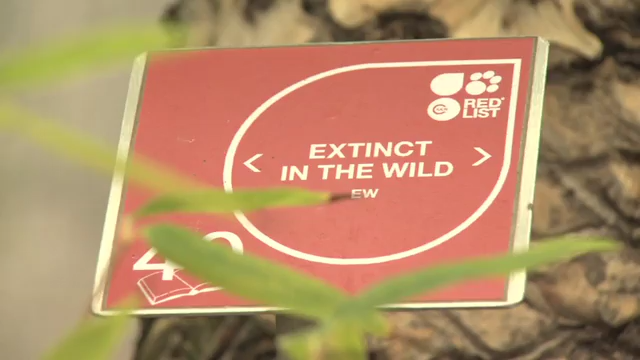 RED
LIST
< EXTINCT
IN THE WILD >
EW